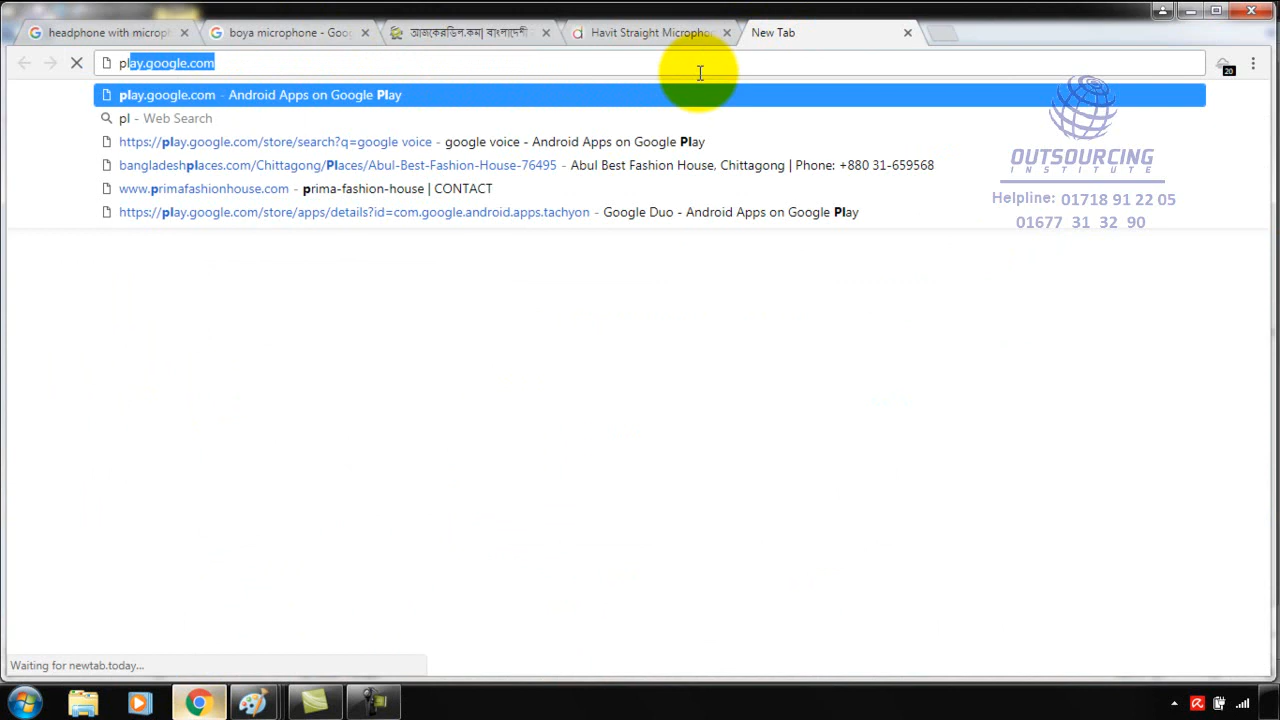 headphone with microph
boya microphone - Goog
আজকেরডিল.কম| বাংলাদেশী
Havit Straight Microphon
New Tab
play.google.com
20
play.google.com - Android Apps on Google Play
pl - Web Search
https://play.google.com/store/search?q=google voice - google voice - Android Apps on Google Play
bangladeshplaces.com/Chittagong/Places/Abul-Best-Fashion-House-76495 - Abul Best Fashion House, Chittagong | Phone: +880 31-659568
www.primafashionhouse.com - prima-fashion-house | CONTACT
https://play.google.com/store/apps/details?id=com.google.android.apps.tachyon - Google Duo - Android Apps on Google Play
OUTSOURCING
INSTITUTE
Helpline: 01718 91 22 05
01677 31 32 90
Waiting for newtab.today...